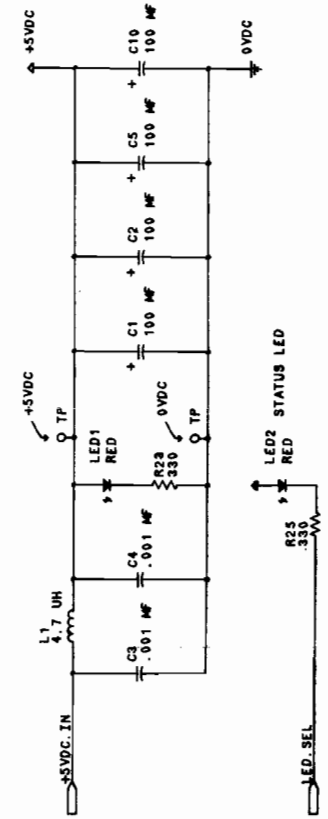 +5VDC.IN
L1
4.7 UH
C3
.001 MF
C4
.001 MF
LED1
RED
R23
330
+5VDC
TP
0VDC
TP
+
C1
100 MF
+
C2
100 MF
+
C5
100 MF
+
C10
100 MF
+5VDC
0VDC
LED.SEL
R25
330
LED2 STATUS LED
RED